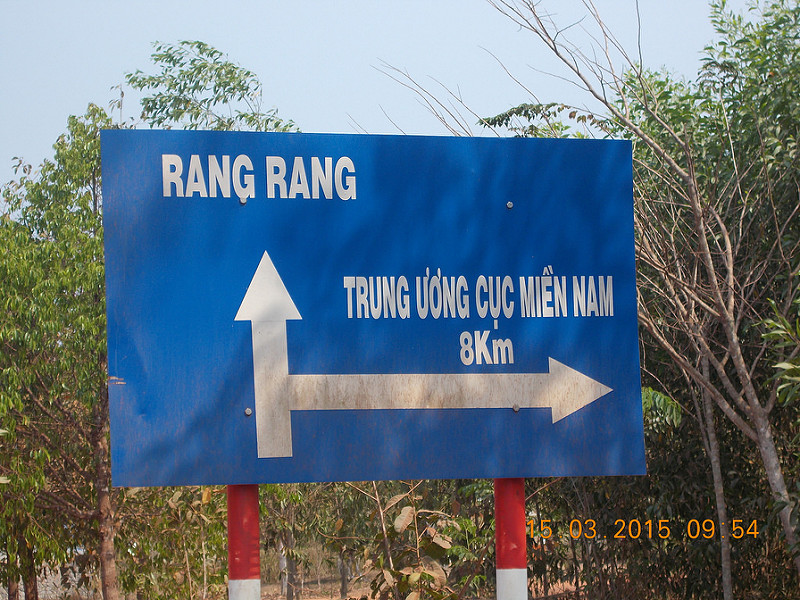 RANG RANG
TRUNG ƯƠNG CỤC MIỀN NAM
8Km
15.03.2015 09:54